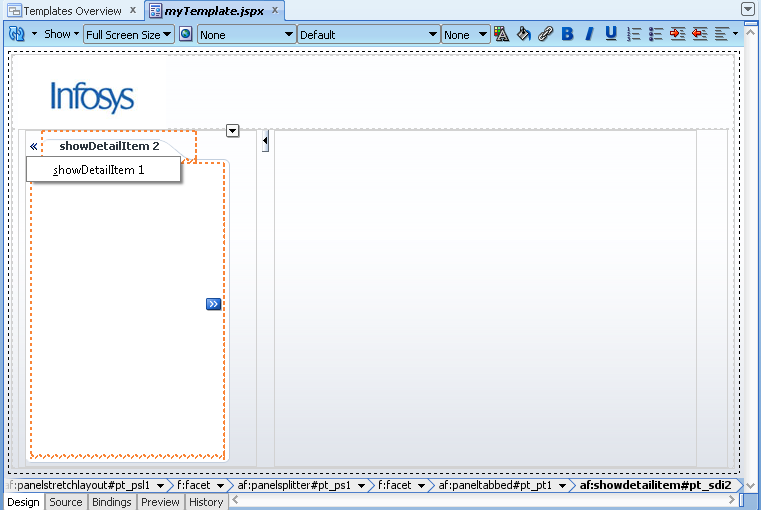 Templates Overview x myTemplate.jspx x
Show Full Screen Size None Default None A B I U
Infosys
« showDetailItem 2
showDetailItem 1
»
af:panelstretchlayout#pt_psl1 f:facet af:panelsplitter#pt_ps1 f:facet af:paneltabbed#pt_pt1 af:showdetailitem#pt_sdi2
Design Source Bindings Preview History